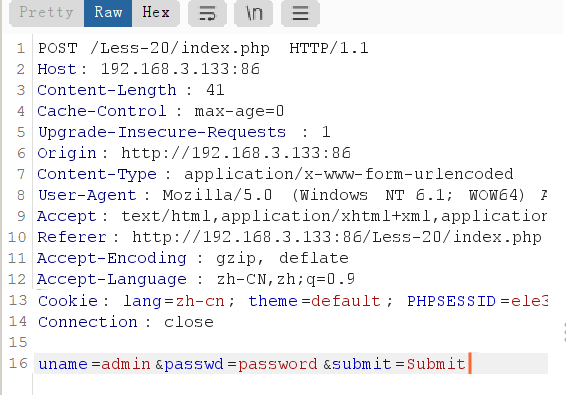 Pretty Raw Hex \n
1 POST /Less-20/index.php HTTP/1.1
2 Host: 192.168.3.133:86
3 Content-Length: 41
4 Cache-Control: max-age=0
5 Upgrade-Insecure-Requests: 1
6 Origin: http://192.168.3.133:86
7 Content-Type: application/x-www-form-urlencoded
8 User-Agent: Mozilla/5.0 (Windows NT 6.1; WOW64) A
9 Accept: text/html,application/xhtml+xml,application
10 Referer: http://192.168.3.133:86/Less-20/index.php
11 Accept-Encoding: gzip, deflate
12 Accept-Language: zh-CN,zh;q=0.9
13 Cookie: lang=zh-cn; theme=default; PHPSESSID=ele3
14 Connection: close
15
16 uname=admin&passwd=password&submit=Submit